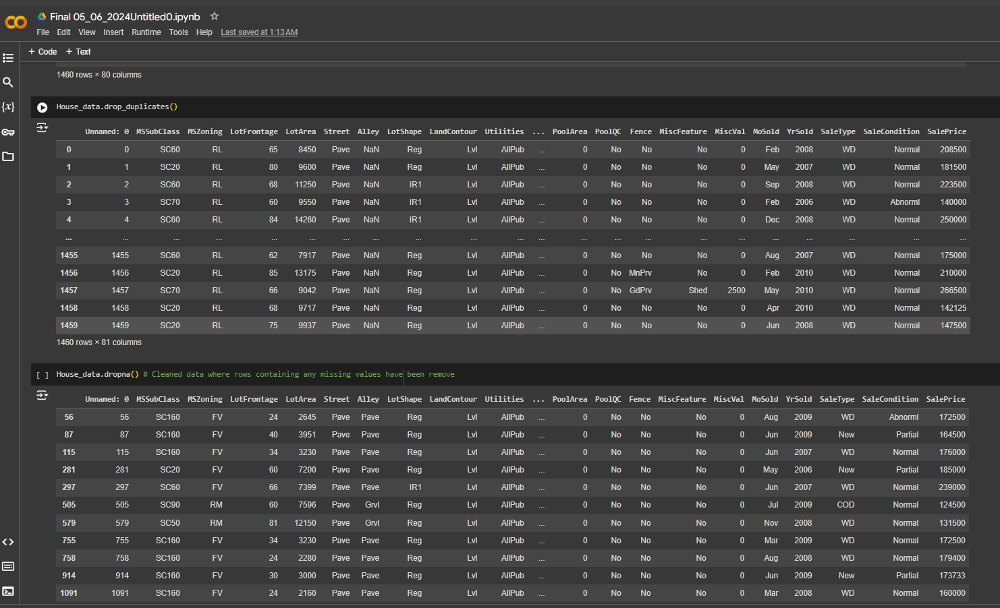 Final 05_06_2024Untitled0.ipynb
File Edit View Insert Runtime Tools Help Last saved at 1:13 AM
+ Code + Text
1460 rows × 80 columns
House_data.drop_duplicates()
Unnamed: 0 MSSubClass MSZoning LotFrontage LotArea Street Alley LotShape LandContour Utilities ... PoolArea PoolQC Fence MiscFeature MiscVal MoSold YrSold SaleType SaleCondition SalePrice
0 0 SC60 RL 65 8450 Pave NaN Reg Lvl AllPub ... 0 No No No 0 Feb 2008 WD Normal 208500
1 1 SC20 RL 80 9600 Pave NaN Reg Lvl AllPub ... 0 No No No 0 May 2007 WD Normal 181500
2 2 SC60 RL 68 11250 Pave NaN IR1 Lvl AllPub ... 0 No No No 0 Sep 2008 WD Normal 223500
3 3 SC70 RL 60 9550 Pave NaN IR1 Lvl AllPub ... 0 No No No 0 Feb 2006 WD Abnorml 140000
4 4 SC60 RL 84 14260 Pave NaN IR1 Lvl AllPub ... 0 No No No 0 Dec 2008 WD Normal 250000
... ... ... ... ... ... ... ... ... ... ... ... ... ... ... ... ... ... ... ... ... ...
1455 1455 SC60 RL 62 7917 Pave NaN Reg Lvl AllPub ... 0 No No No 0 Aug 2007 WD Normal 175000
1456 1456 SC20 RL 85 13175 Pave NaN Reg Lvl AllPub ... 0 No MnPrv No 0 Feb 2010 WD Normal 210000
1457 1457 SC70 RL 66 9042 Pave NaN Reg Lvl AllPub ... 0 No GdPrv Shed 2500 May 2010 WD Normal 266500
1458 1458 SC20 RL 68 9717 Pave NaN Reg Lvl AllPub ... 0 No No No 0 Apr 2010 WD Normal 142125
1459 1459 SC20 RL 75 9937 Pave NaN Reg Lvl AllPub ... 0 No No No 0 Jun 2008 WD Normal 147500
1460 rows × 81 columns
[ ] House_data.dropna() # Cleaned data where rows containing any missing values have been remove
Unnamed: 0 MSSubClass MSZoning LotFrontage LotArea Street Alley LotShape LandContour Utilities ... PoolArea PoolQC Fence MiscFeature MiscVal MoSold YrSold SaleType SaleCondition SalePrice
56 56 SC160 FV 24 2645 Pave Pave Reg Lvl AllPub ... 0 No No No 0 Aug 2009 WD Abnorml 172500
87 87 SC160 FV 40 3951 Pave Pave Reg Lvl AllPub ... 0 No No No 0 Jun 2009 New Partial 164500
115 115 SC160 FV 34 3230 Pave Pave Reg Lvl AllPub ... 0 No No No 0 Jun 2007 WD Normal 176000
281 281 SC20 FV 60 7200 Pave Pave Reg Lvl AllPub ... 0 No No No 0 May 2006 New Partial 185000
297 297 SC60 FV 66 7399 Pave Pave IR1 Lvl AllPub ... 0 No No No 0 Jun 2007 WD Normal 239000
505 505 SC90 RM 60 7596 Pave Grvl Reg Lvl AllPub ... 0 No No No 0 Jul 2009 COD Normal 124500
579 579 SC50 RM 81 12150 Pave Grvl Reg Lvl AllPub ... 0 No No No 0 Nov 2008 WD Normal 131500
755 755 SC160 FV 34 3230 Pave Pave Reg Lvl AllPub ... 0 No No No 0 Mar 2009 WD Normal 172500
758 758 SC160 FV 24 2280 Pave Pave Reg Lvl AllPub ... 0 No No No 0 Aug 2008 WD Normal 179400
914 914 SC160 FV 30 3000 Pave Pave Reg Lvl AllPub ... 0 No No No 0 Jun 2009 New Partial 173733
1091 1091 SC160 FV 24 2160 Pave Pave Reg Lvl AllPub ... 0 No No No 0 Mar 2008 WD Normal 160000